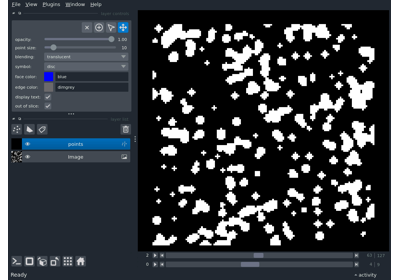 File View Plugins Window Help
opacity: 1.00
point size: 10
blending: translucent
symbol: disc
face color: blue
edge color: dimgrey
display text:
out of slice:
points
Image
2
0
Ready
activity